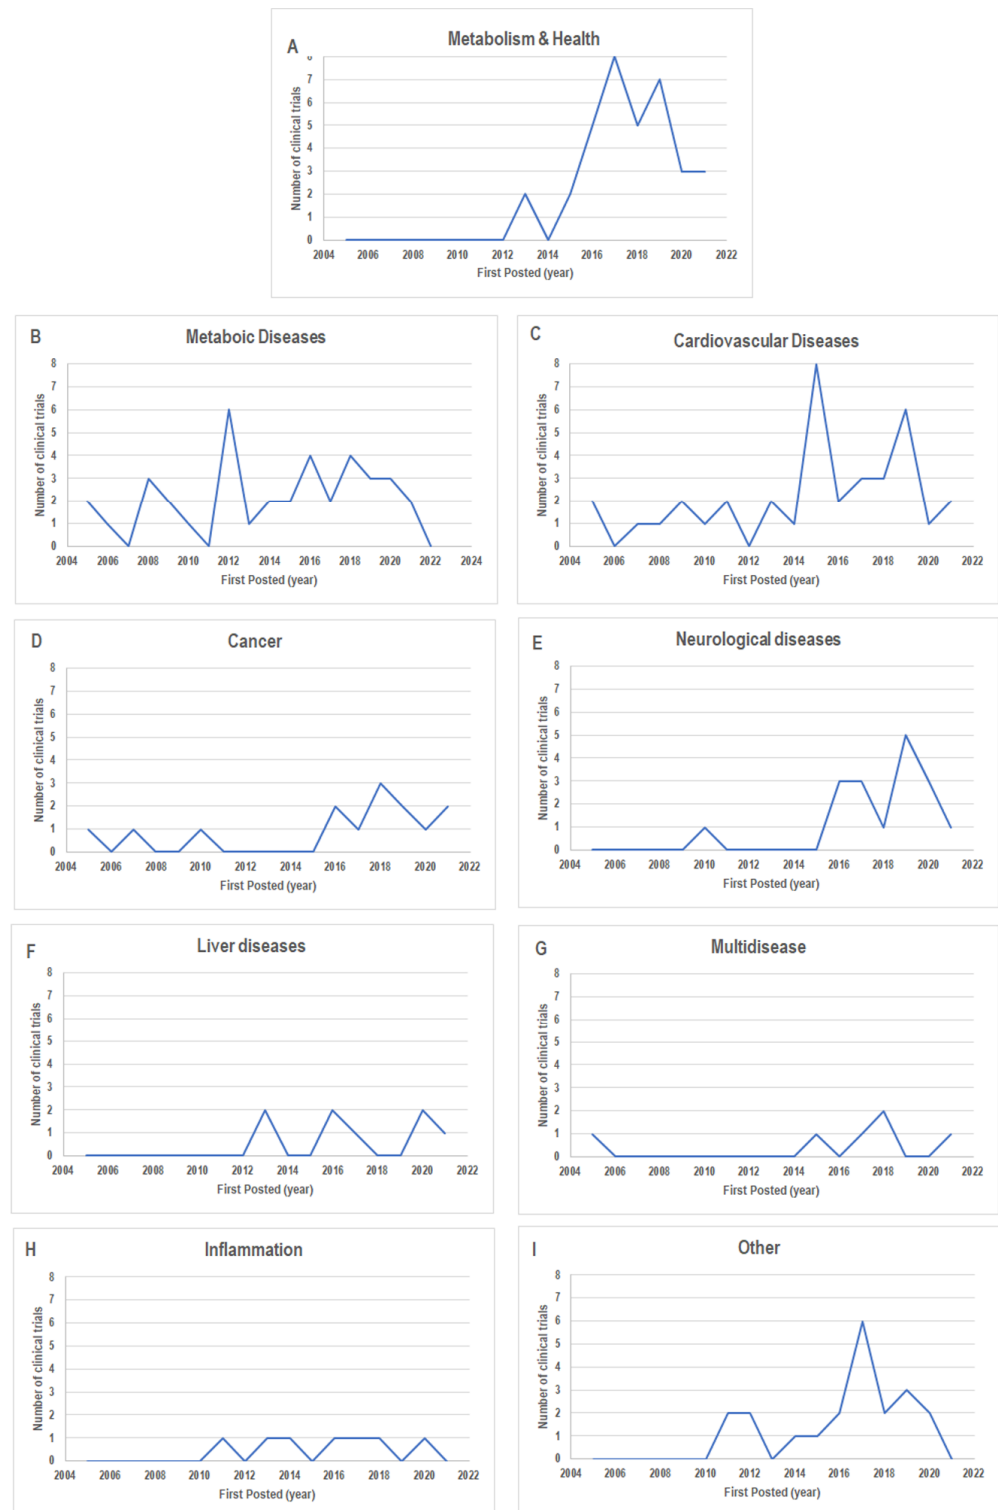 A
Metabolism & Health
8
7
6
5
4
3
2
1
0
Number of clinical trials
2004 2006 2008 2010 2012 2014 2016 2018 2020 2022
First Posted (year)
B
Metaboic Diseases
8
7
6
5
4
3
2
1
0
Number of clinical trials
2004 2006 2008 2010 2012 2014 2016 2018 2020 2022 2024
First Posted (year)
C
Cardiovascular Diseases
8
7
6
5
4
3
2
1
0
Number of clinical trials
2004 2006 2008 2010 2012 2014 2016 2018 2020 2022
First Posted (year)
D
Cancer
8
7
6
5
4
3
2
1
0
Number of clinical trials
2004 2006 2008 2010 2012 2014 2016 2018 2020 2022
First Posted (year)
E
Neurological diseases
8
7
6
5
4
3
2
1
0
Number of clinical trials
2004 2006 2008 2010 2012 2014 2016 2018 2020 2022
First Posted (year)
F
Liver diseases
8
7
6
5
4
3
2
1
0
Number of clinical trials
2004 2006 2008 2010 2012 2014 2016 2018 2020 2022
First Posted (year)
G
Multidisease
8
7
6
5
4
3
2
1
0
Number of clinical trials
2004 2006 2008 2010 2012 2014 2016 2018 2020 2022
First Posted (year)
H
Inflammation
8
7
6
5
4
3
2
1
0
Number of clinical trials
2004 2006 2008 2010 2012 2014 2016 2018 2020 2022
First Posted (year)
I
Other
8
7
6
5
4
3
2
1
0
Number of clinical trials
2004 2006 2008 2010 2012 2014 2016 2018 2020 2022
First Posted (year)